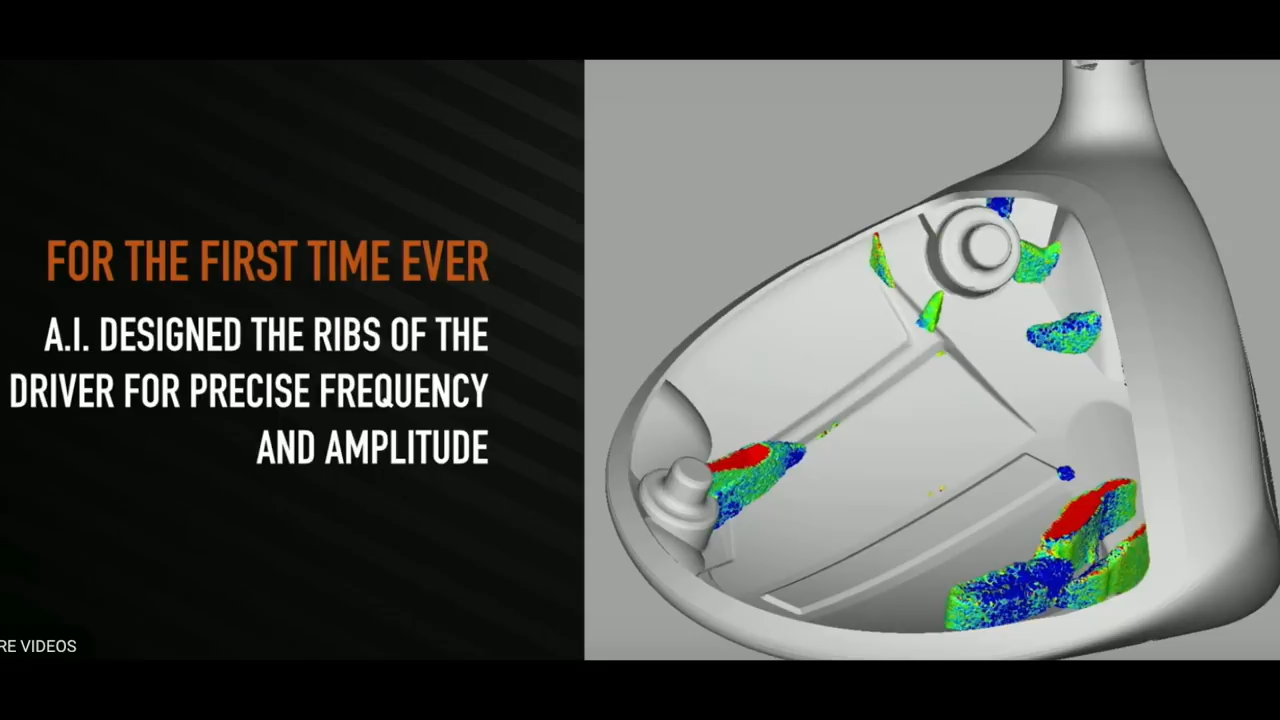 FOR THE FIRST TIME EVER
A.I. DESIGNED THE RIBS OF THE
DRIVER FOR PRECISE FREQUENCY
AND AMPLITUDE
RE VIDEOS